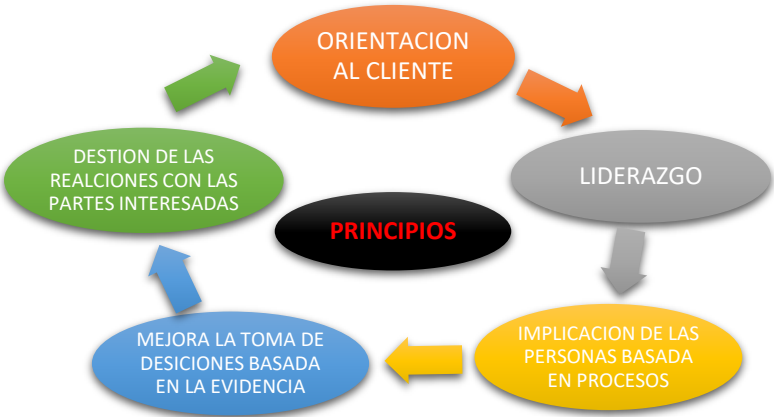 ORIENTACION
AL CLIENTE
LIDERAZGO
IMPLICACION DE LAS
PERSONAS BASADA
EN PROCESOS
MEJORA LA TOMA DE
DESICIONES BASADA
EN LA EVIDENCIA
DESTION DE LAS
REALCIONES CON LAS
PARTES INTERESADAS
PRINCIPIOS